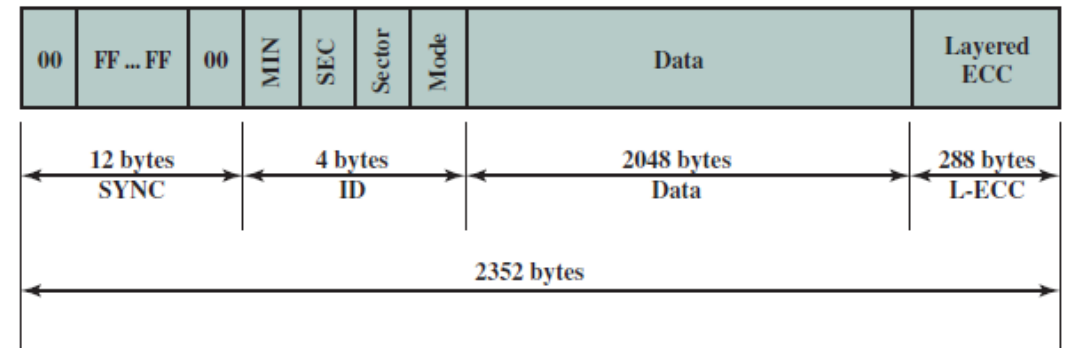 00 FF ... FF 00 MIN SEC Sector Mode Data Layered
ECC
12 bytes 4 bytes 2048 bytes 288 bytes
SYNC ID Data L-ECC
2352 bytes